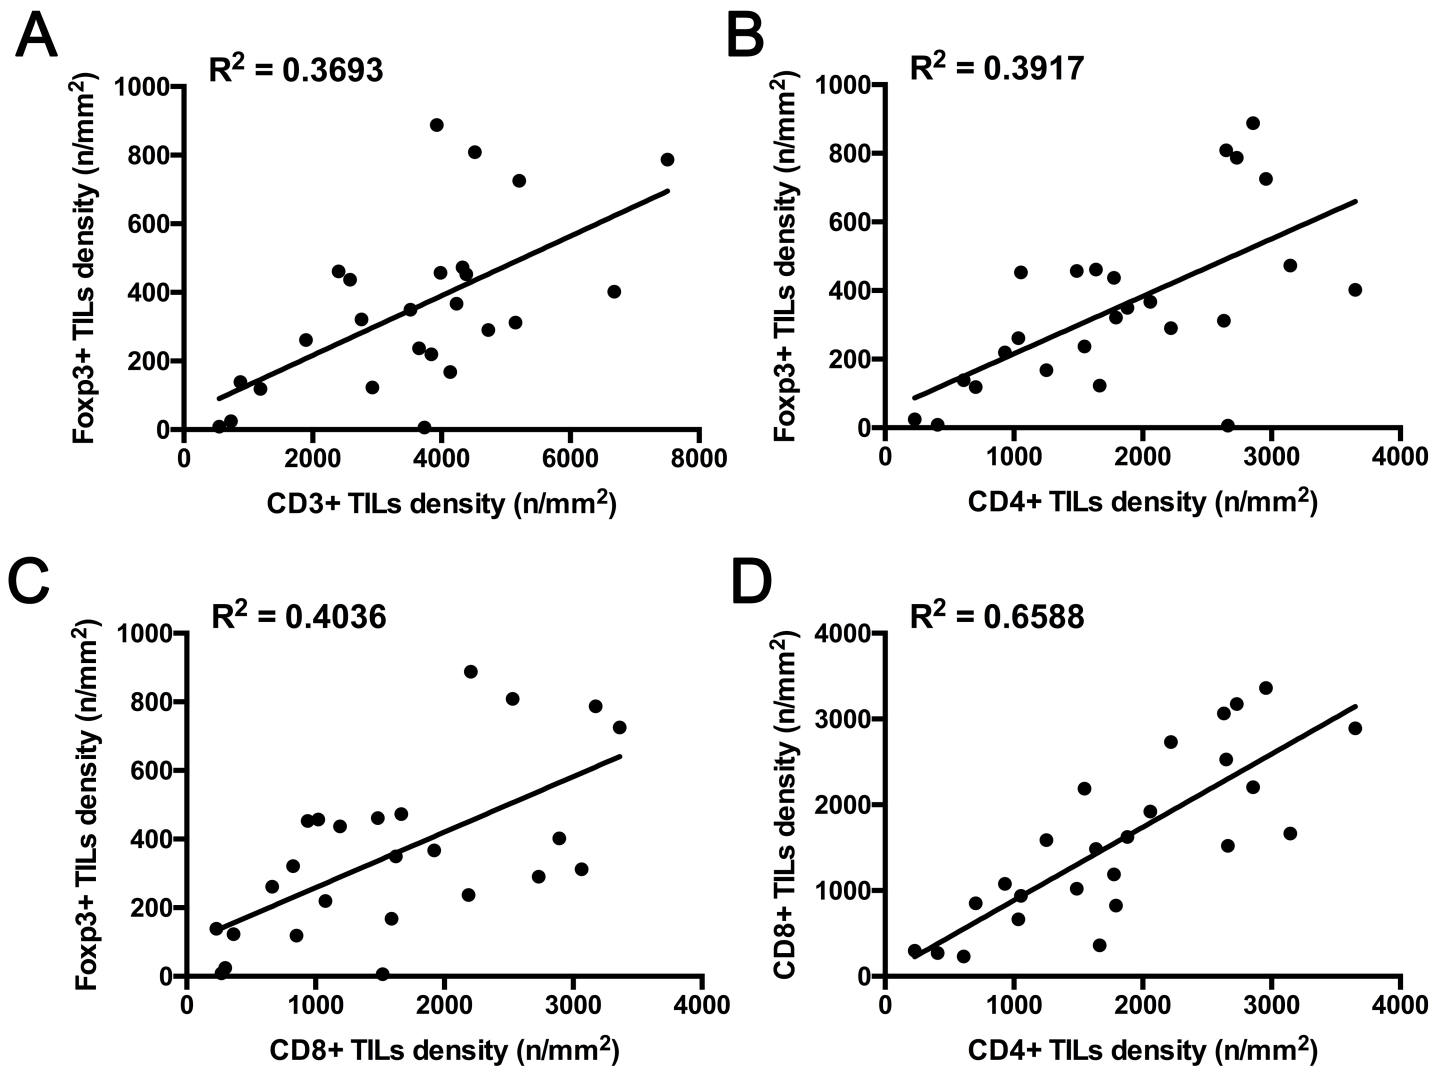 A
R² = 0.3693
Foxp3+ TILs density (n/mm²)
1000
800
600
400
200
0
0 2000 4000 6000 8000
CD3+ TILs density (n/mm²)
B
R² = 0.3917
Foxp3+ TILs density (n/mm²)
1000
800
600
400
200
0
0 1000 2000 3000 4000
CD4+ TILs density (n/mm²)
C
R² = 0.4036
Foxp3+ TILs density (n/mm²)
1000
800
600
400
200
0
0 1000 2000 3000 4000
CD8+ TILs density (n/mm²)
D
R² = 0.6588
CD8+ TILs density (n/mm²)
4000
3000
2000
1000
0
0 1000 2000 3000 4000
CD4+ TILs density (n/mm²)